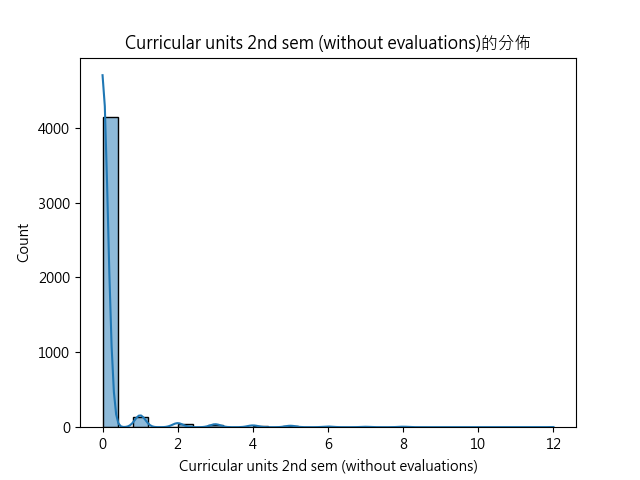 Curricular units 2nd sem (without evaluations)的分佈
Count
4000
3000
2000
1000
0
0 2 4 6 8 10 12
Curricular units 2nd sem (without evaluations)